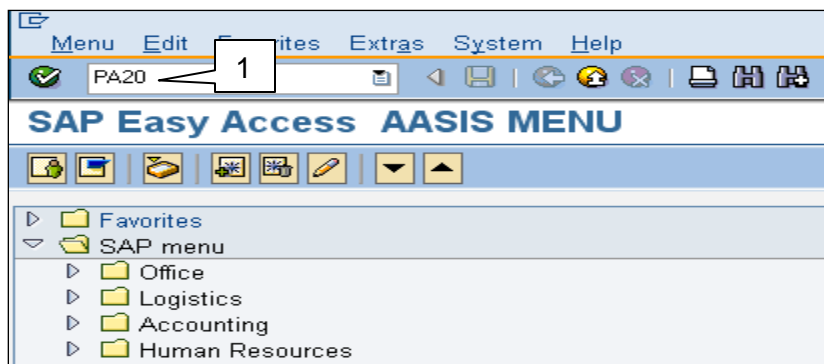 Menu Edit Favorites Extras System Help
PA20 1
SAP Easy Access AASIS MENU
Favorites
SAP menu
Office
Logistics
Accounting
Human Resources